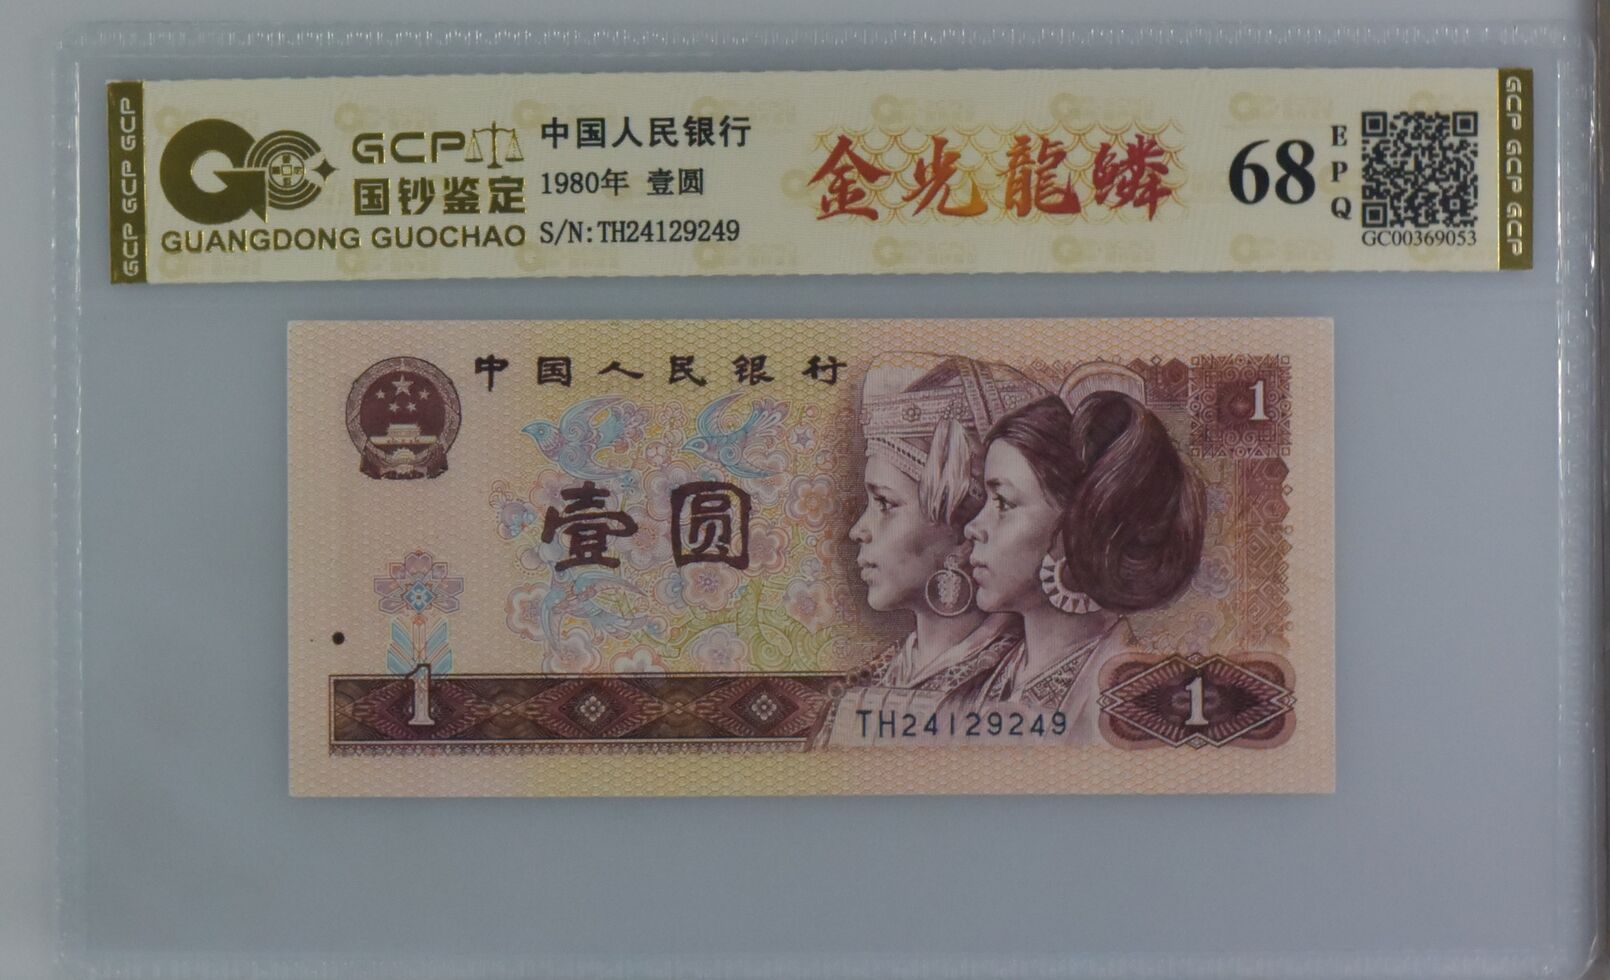 GCP GCP GCP
GCP
国钞鉴定
GUANGDONG GUOCHAO
中国人民银行
1980年 壹圆
S/N:TH24129249
金光龍鱗
68
EPQ
GC00369053
GCP GCP GCP
中国人民银行
1
壹圆
1
TH24129249
1